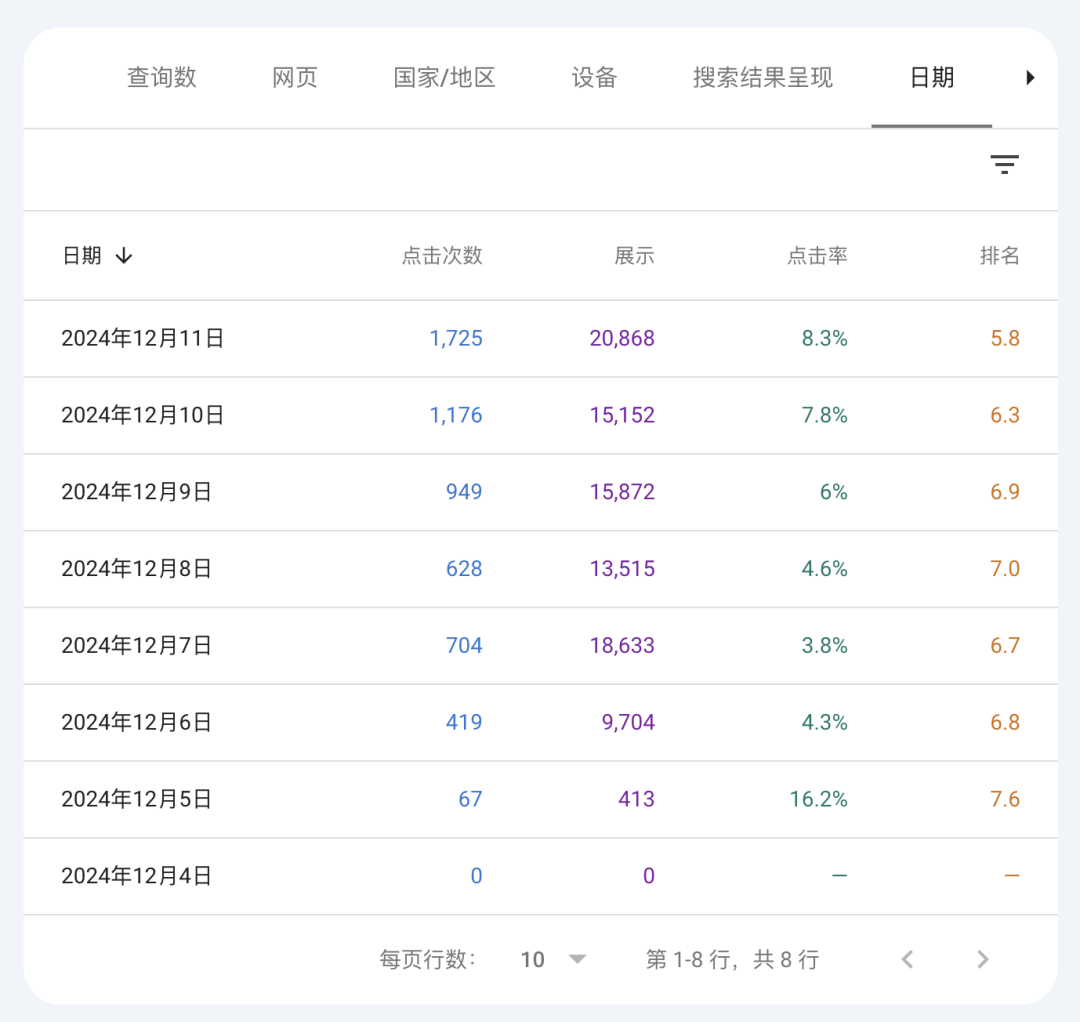 查询数 网页 国家/地区 设备 搜索结果呈现 日期
日期 点击次数 展示 点击率 排名
2024年12月11日 1,725 20,868 8.3% 5.8
2024年12月10日 1,176 15,152 7.8% 6.3
2024年12月9日 949 15,872 6% 6.9
2024年12月8日 628 13,515 4.6% 7.0
2024年12月7日 704 18,633 3.8% 6.7
2024年12月6日 419 9,704 4.3% 6.8
2024年12月5日 67 413 16.2% 7.6
2024年12月4日 0 0 — —
每页行数： 10 第 1-8 行，共 8 行